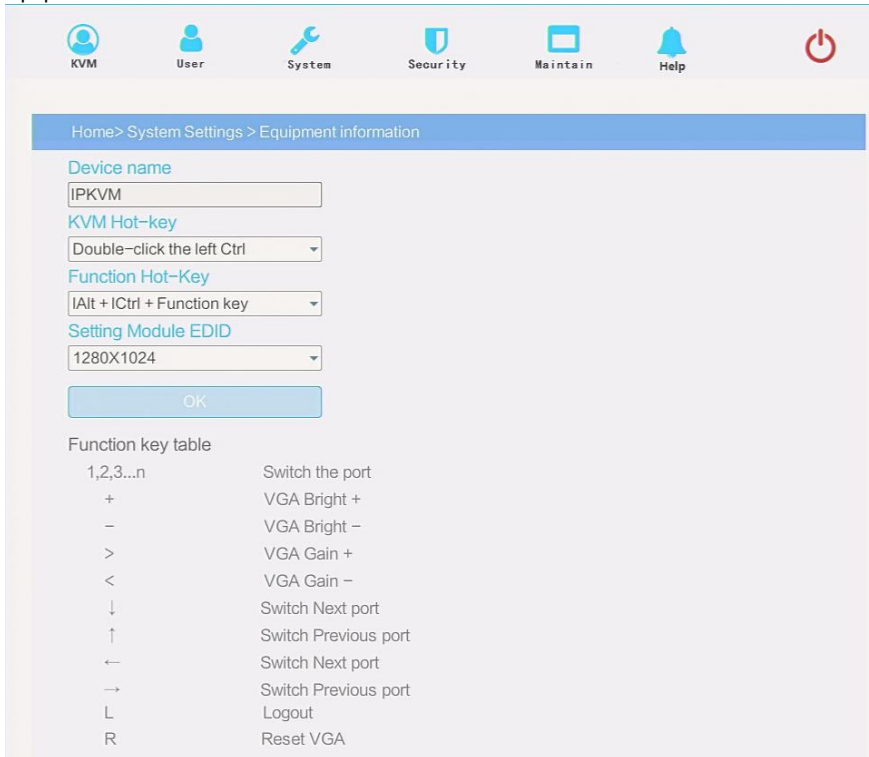 KVM User System Security Maintain Help
Home> System Settings > Equipment information
Device name
IPKVM
KVM Hot-key
Double-click the left Ctrl
Function Hot-Key
lAlt + lCtrl + Function key
Setting Module EDID
1280X1024
OK
Function key table
1,2,3...n Switch the port
+ VGA Bright +
− VGA Bright −
> VGA Gain +
< VGA Gain −
↓ Switch Next port
↑ Switch Previous port
← Switch Next port
→ Switch Previous port
L Logout
R Reset VGA